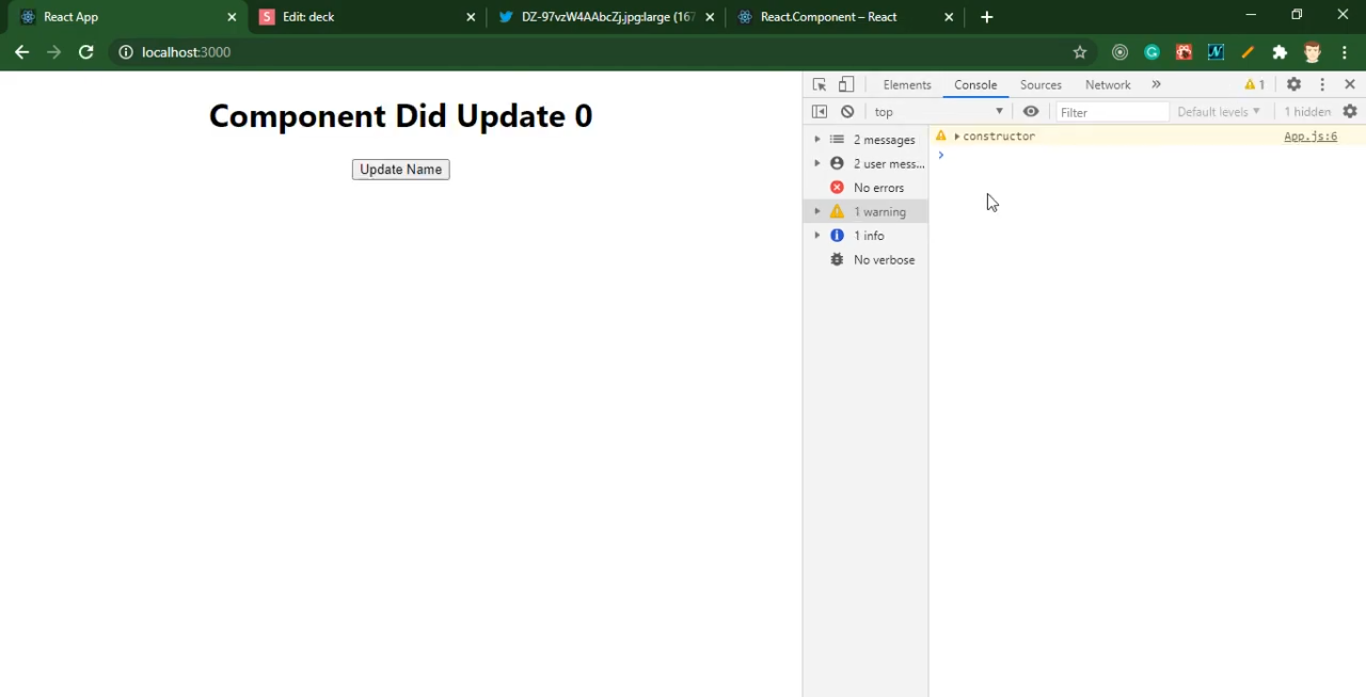 React App
Edit: deck
DZ-97vzW4AAbcZj.jpg:large (167
React.Component – React
localhost:3000
Elements Console Sources Network » 1
top Filter Default levels ▼ 1 hidden
Component Did Update 0
Update Name
2 messages
2 user mess...
No errors
1 warning
1 info
No verbose
constructor App.js:6